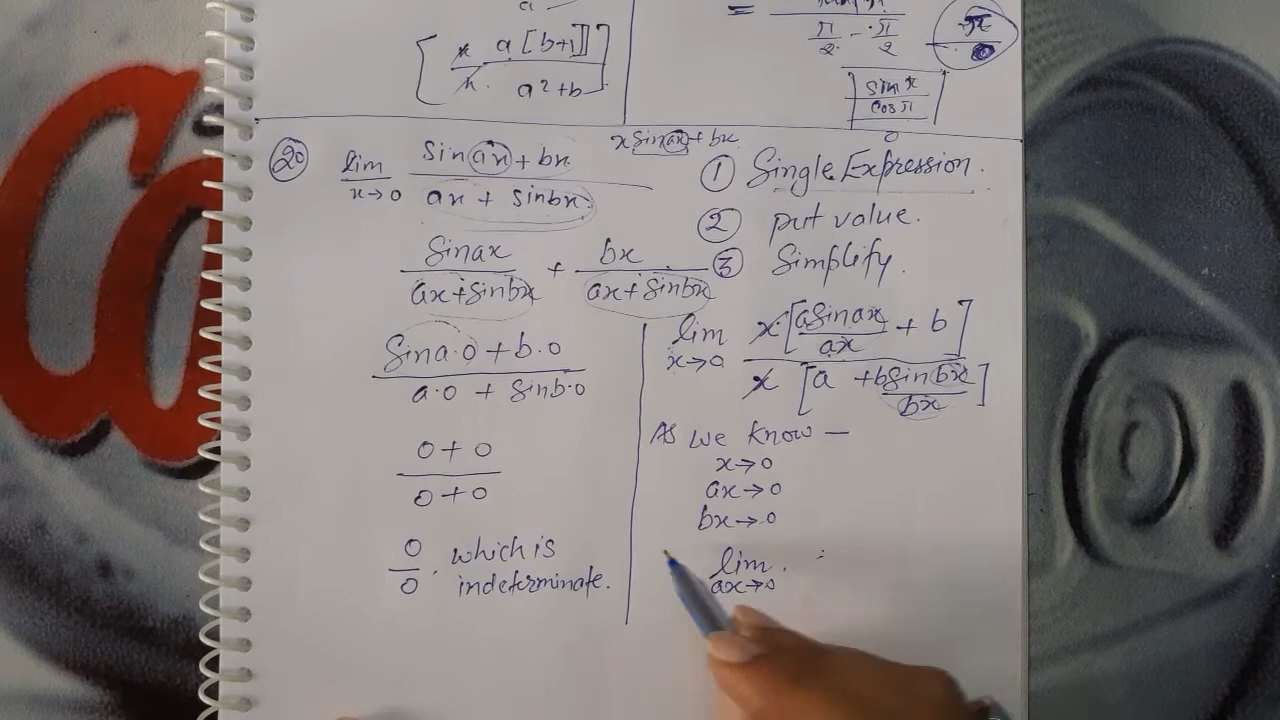 a
[ x a[b+1]] / x. a²+b ]
= / π/2 - π/2
π/0
sin x / cos π
0
x sin ax + bx
20 lim x→0 sin ax + bx / ax + sin bx
1 Single Expression.
2 put value.
3 Simplify.
sin ax / ax + sin bx + bx / ax + sin bx
Sin a·0 + b·0 / a·0 + sin b·0
0 + 0 / 0 + 0
0/0 . which is
indeterminate.
lim x→0 x·[a sin ax / ax + b] / x [a + b sin bx / bx]
As we know —
x→0
ax→0
bx→0
lim. ax→0